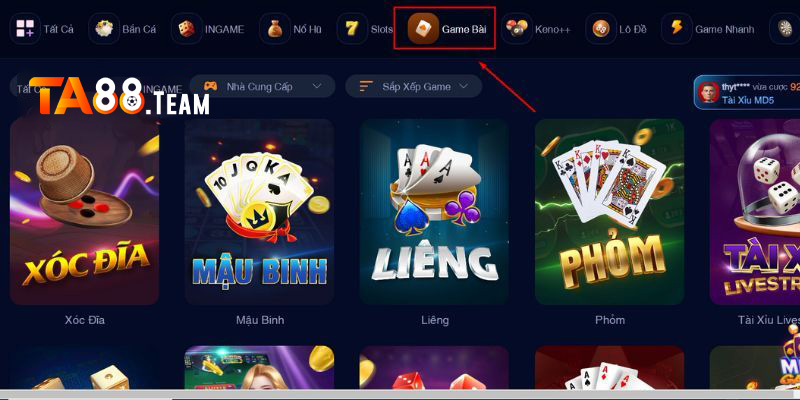 Tất Cả
Bắn Cá
INGAME
Nổ Hũ
Slots
Game Bài
Keno++
Lô Đề
Game Nhanh
TA88.TEAM
Tất Cả
INGAME
Nhà Cung Cấp
Sắp Xếp Game
thyt**** vừa cược 92
Tài Xỉu MD5
XÓC ĐĨA
MẬU BINH
LIÊNG
PHỎM
TÀI X
LIVESTR
Xóc Đĩa
Mậu Binh
Liêng
Phỏm
Tài Xỉu Lives